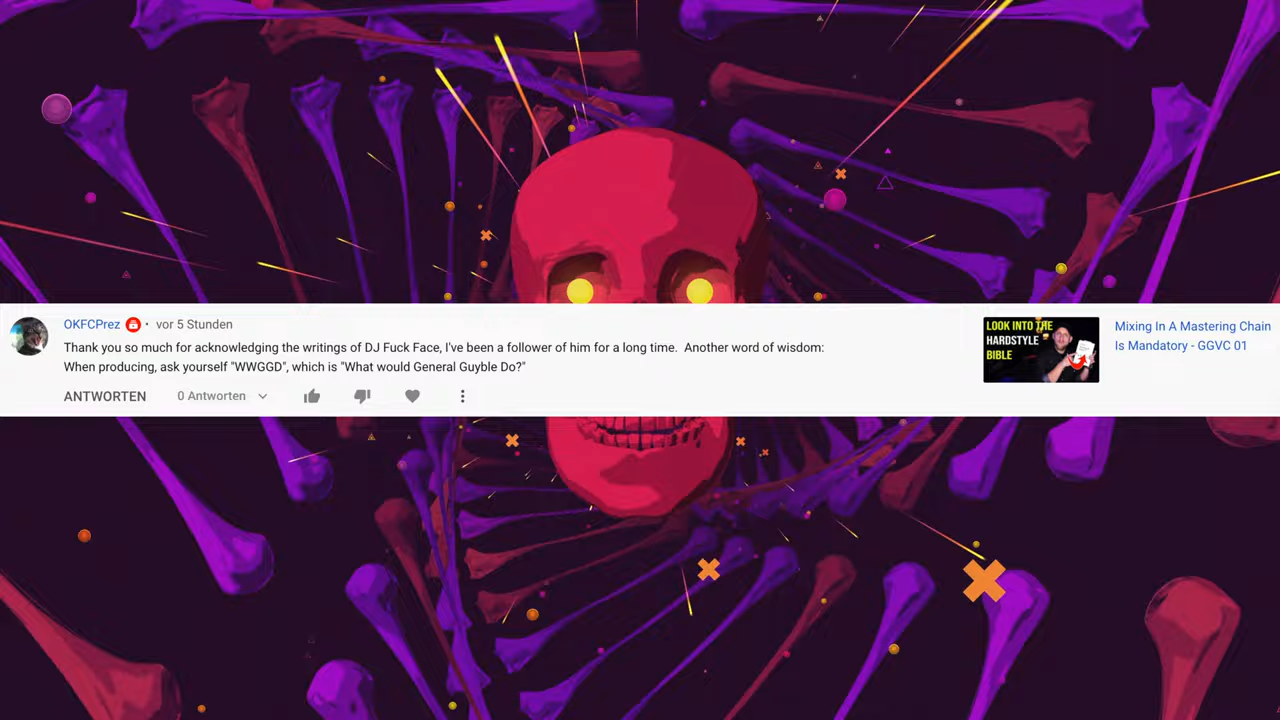 OKFCPrez · vor 5 Stunden
Thank you so much for acknowledging the writings of DJ Fuck Face, I've been a follower of him for a long time.  Another word of wisdom:
When producing, ask yourself "WWGGD", which is "What would General Guyble Do?"
ANTWORTEN 0 Antworten
LOOK INTO THE
HARDSTYLE
BIBLE
Mixing In A Mastering Chain
Is Mandatory - GGVC 01